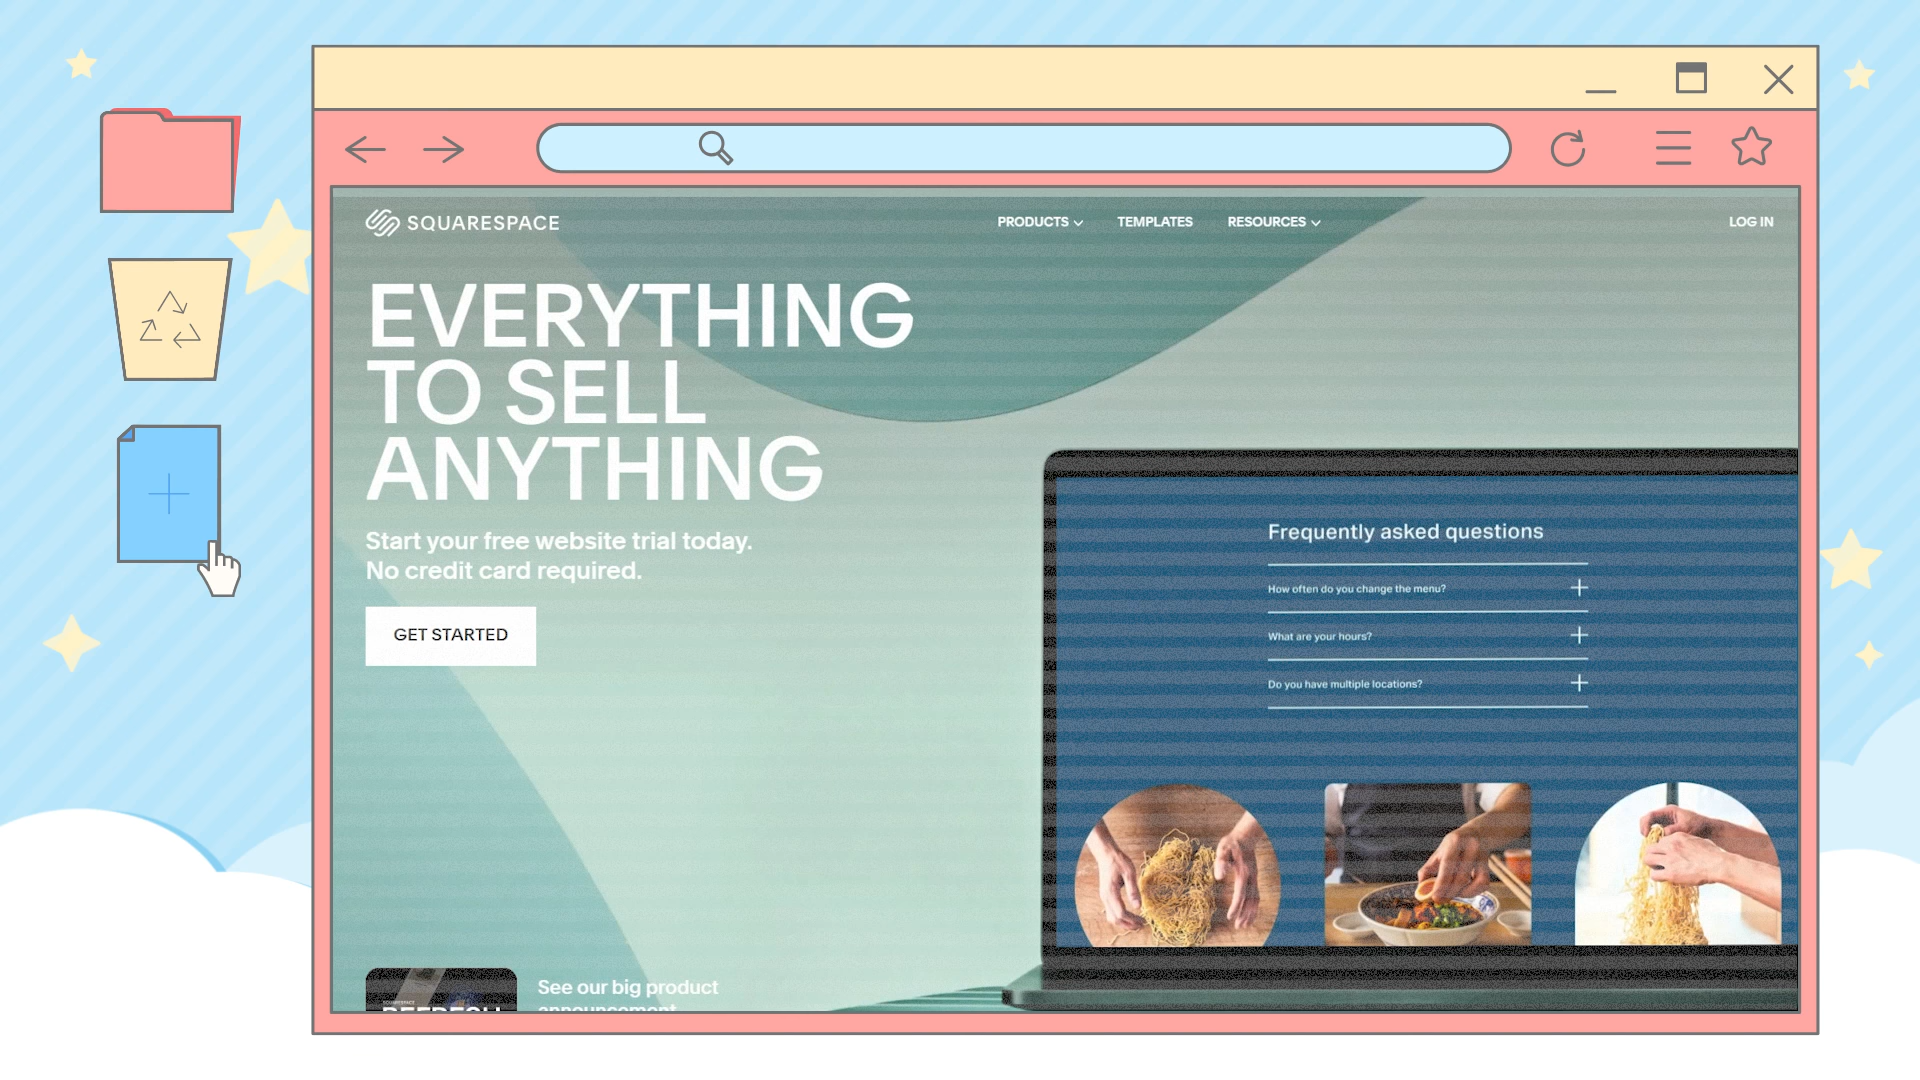 SQUARESPACE
PRODUCTS
TEMPLATES
RESOURCES
LOG IN
EVERYTHING
TO SELL
ANYTHING
Start your free website trial today.
No credit card required.
GET STARTED
Frequently asked questions
How often do you change the menu?
What are your hours?
Do you have multiple locations?
See our big product
announcement
SQUARESPACE
REFRESH